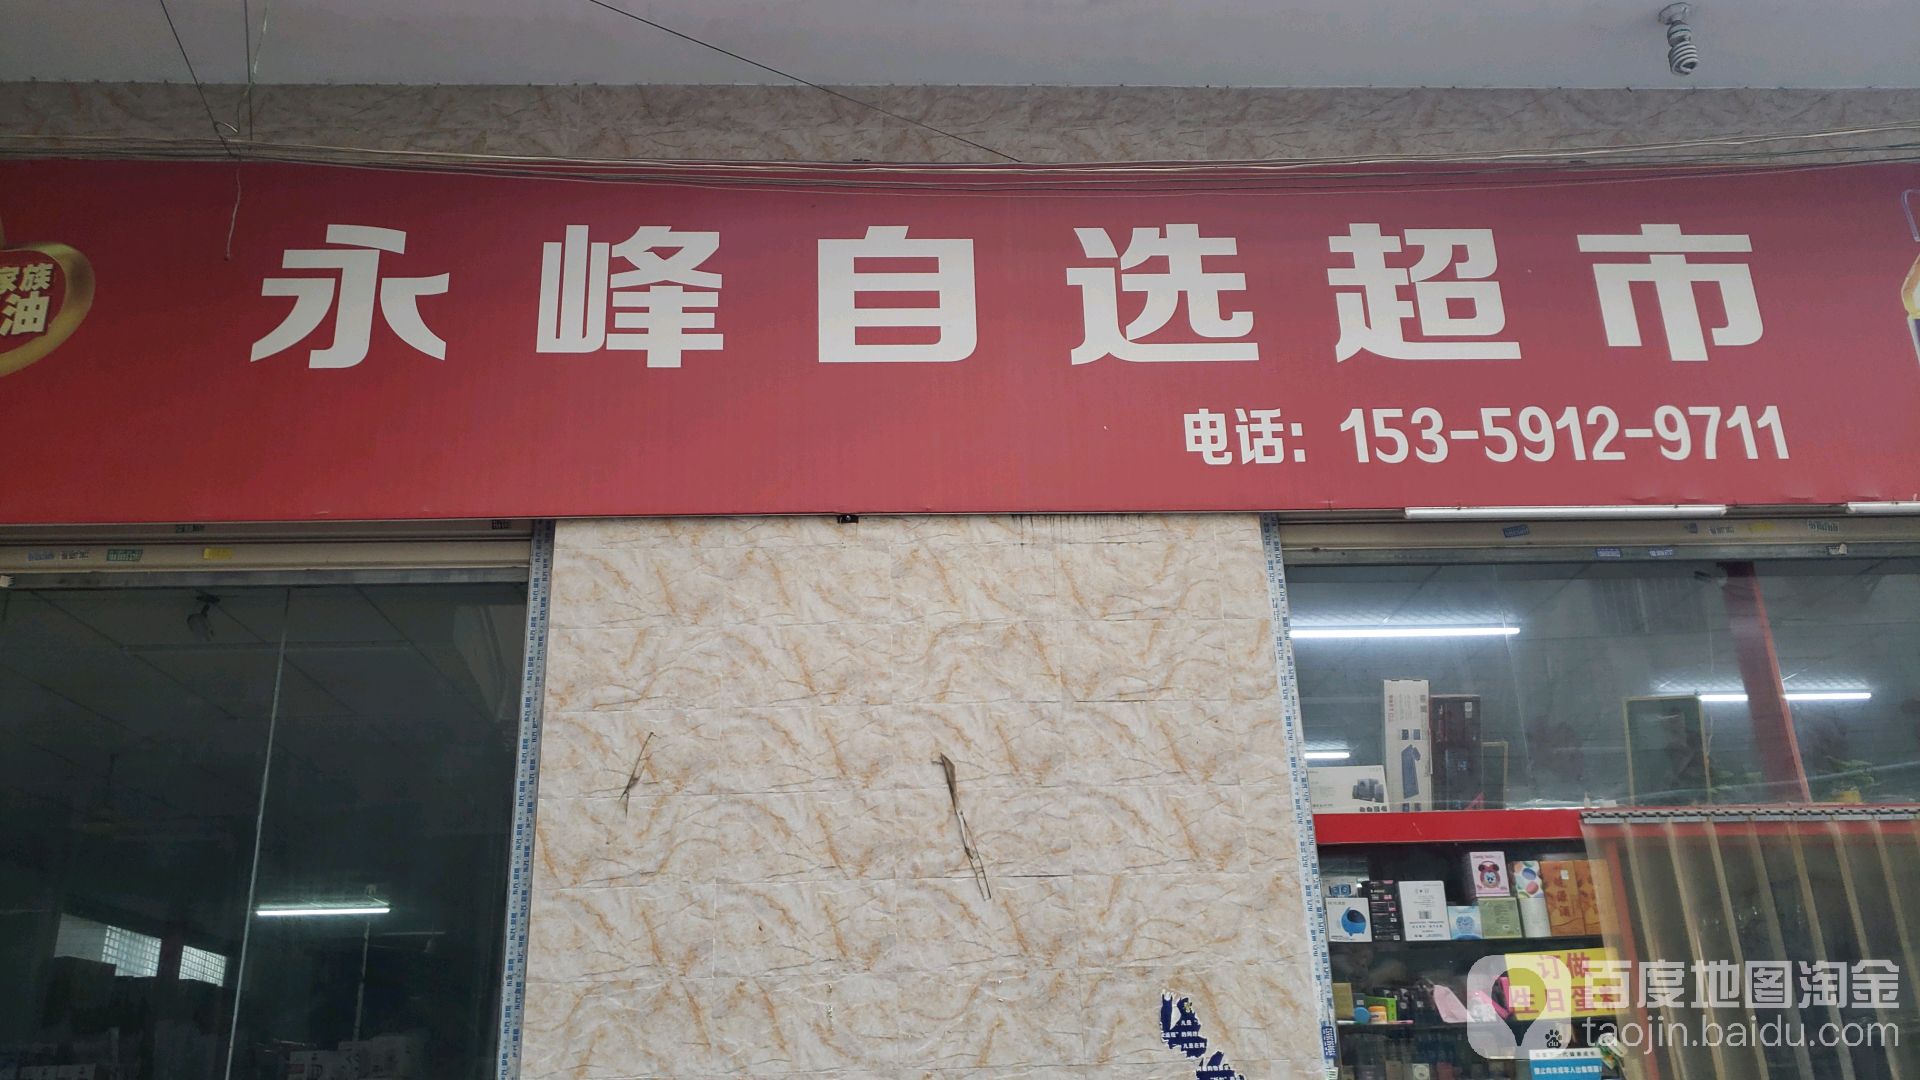 永峰自选超市
电话: 153-5912-9711
家族
油
订做
生日蛋
百度地图淘金
taojin.baidu.com